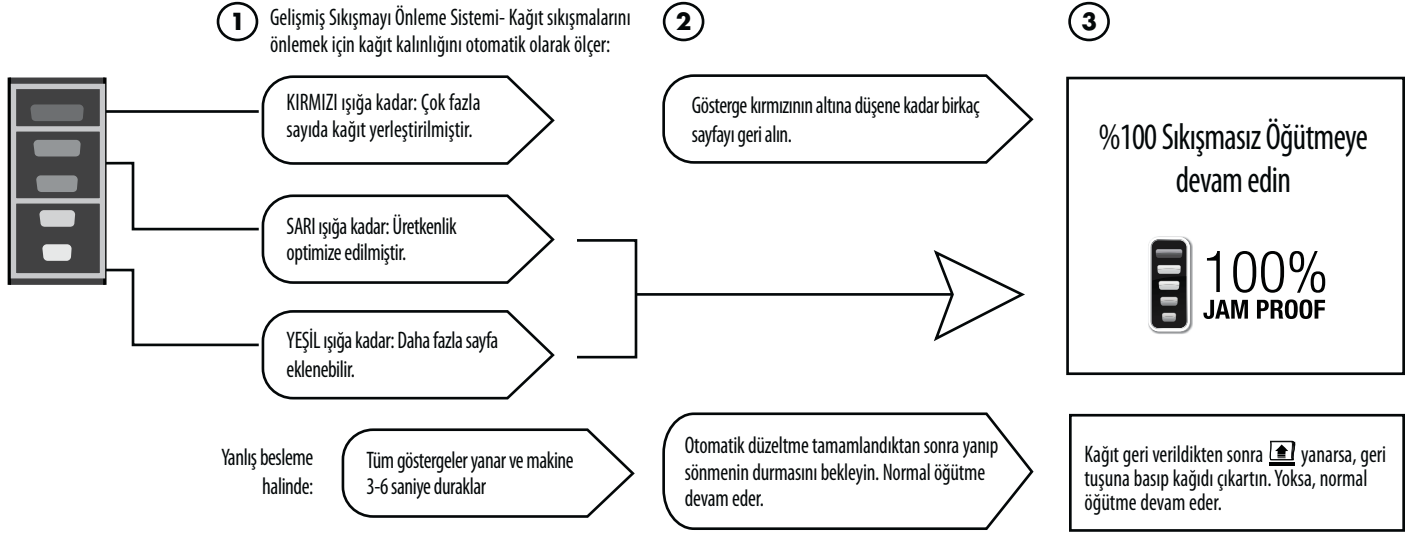 1
Gelişmiş Sıkışmayı Önleme Sistemi- Kağıt sıkışmalarını
önlemek için kağıt kalınlığını otomatik olarak ölçer:
KIRMIZI ışığa kadar: Çok fazla
sayıda kağıt yerleştirilmiştir.
SARI ışığa kadar: Üretkenlik
optimize edilmiştir.
YEŞİL ışığa kadar: Daha fazla sayfa
eklenebilir.
2
Gösterge kırmızının altına düşene kadar birkaç
sayfayı geri alın.
3
%100 Sıkışmasız Öğütmeye
devam edin
100%
JAM PROOF
Yanlış besleme
halinde:
Tüm göstergeler yanar ve makine
3-6 saniye duraklar
Otomatik düzeltme tamamlandıktan sonra yanıp
sönmenin durmasını bekleyin. Normal öğütme
devam eder.
Kağıt geri verildikten sonra yanarsa, geri
tuşuna basıp kağıdı çıkartın. Yoksa, normal
öğütme devam eder.